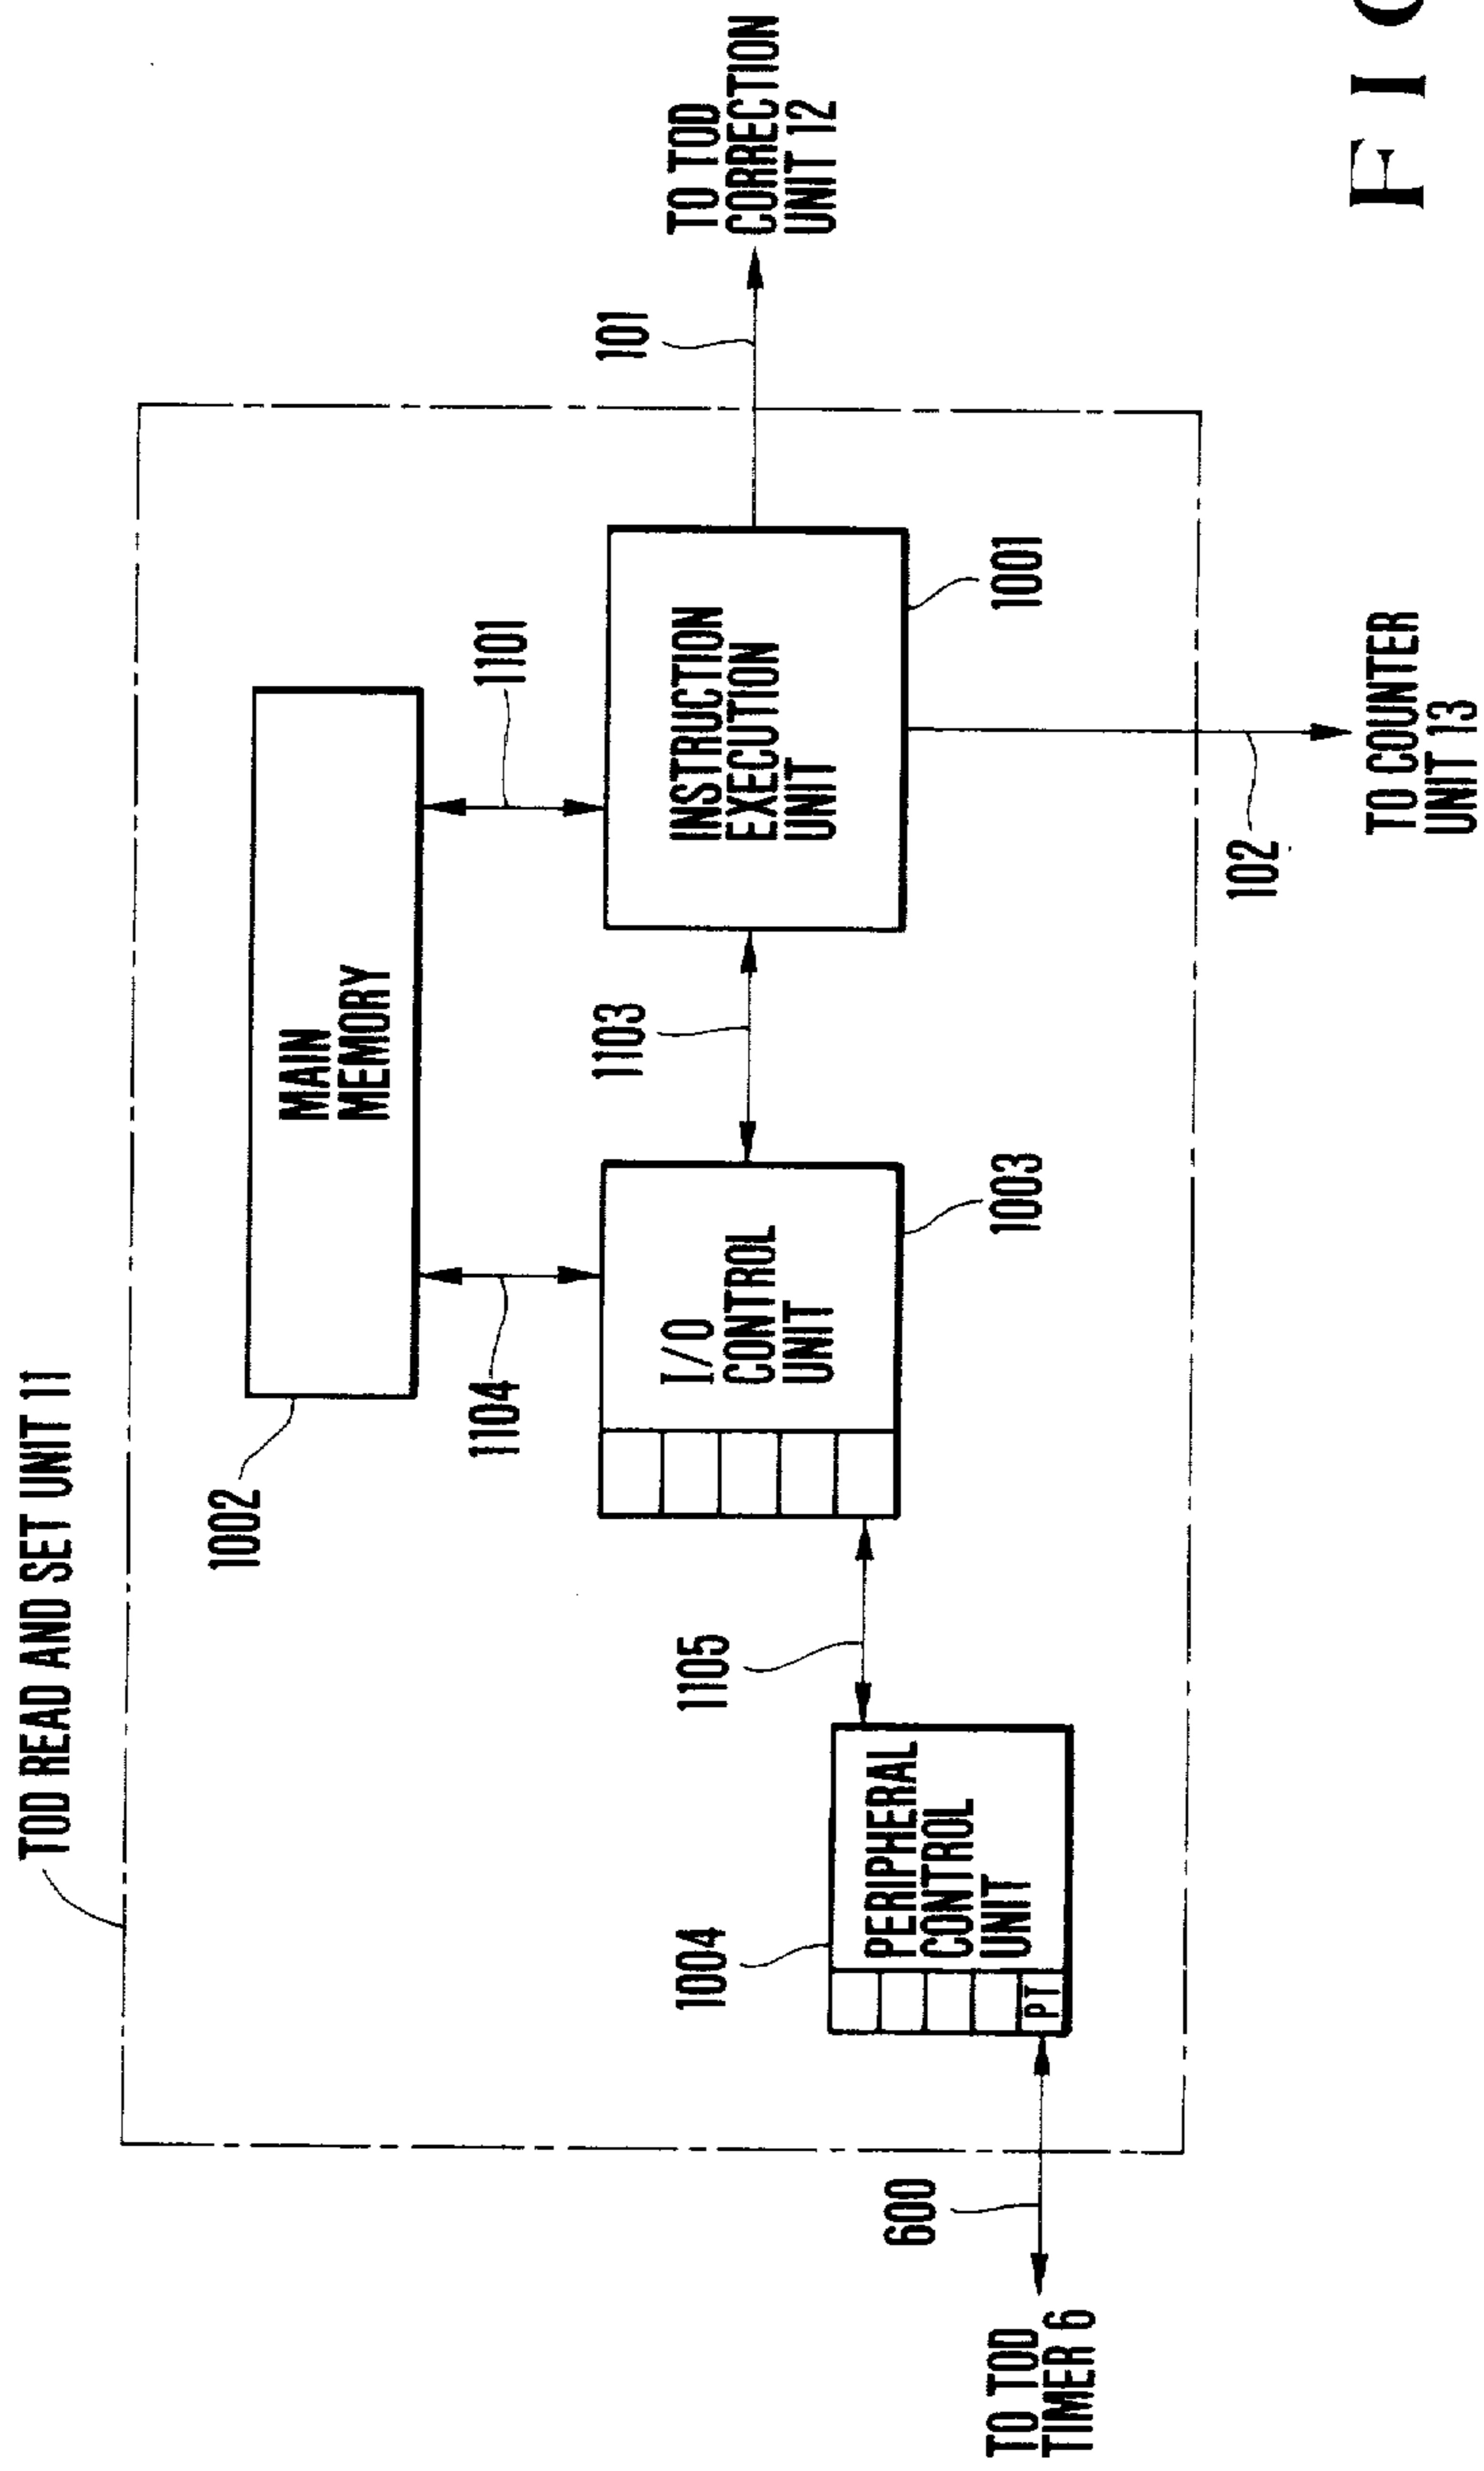 TOD READ AND SET UNIT 11
1002
MAIN
MEMORY
1104
1101
1103
101
TO TOD
CORRECTION
UNIT 12
I/O
CONTROL
UNIT
INSTRUCTION
EXECUTION
UNIT
1004
1105
1003
1001
PERIPHERAL
CONTROL
UNIT
PT
600
TO TOD
TIMER 6
102
TO COUNTER
UNIT 13